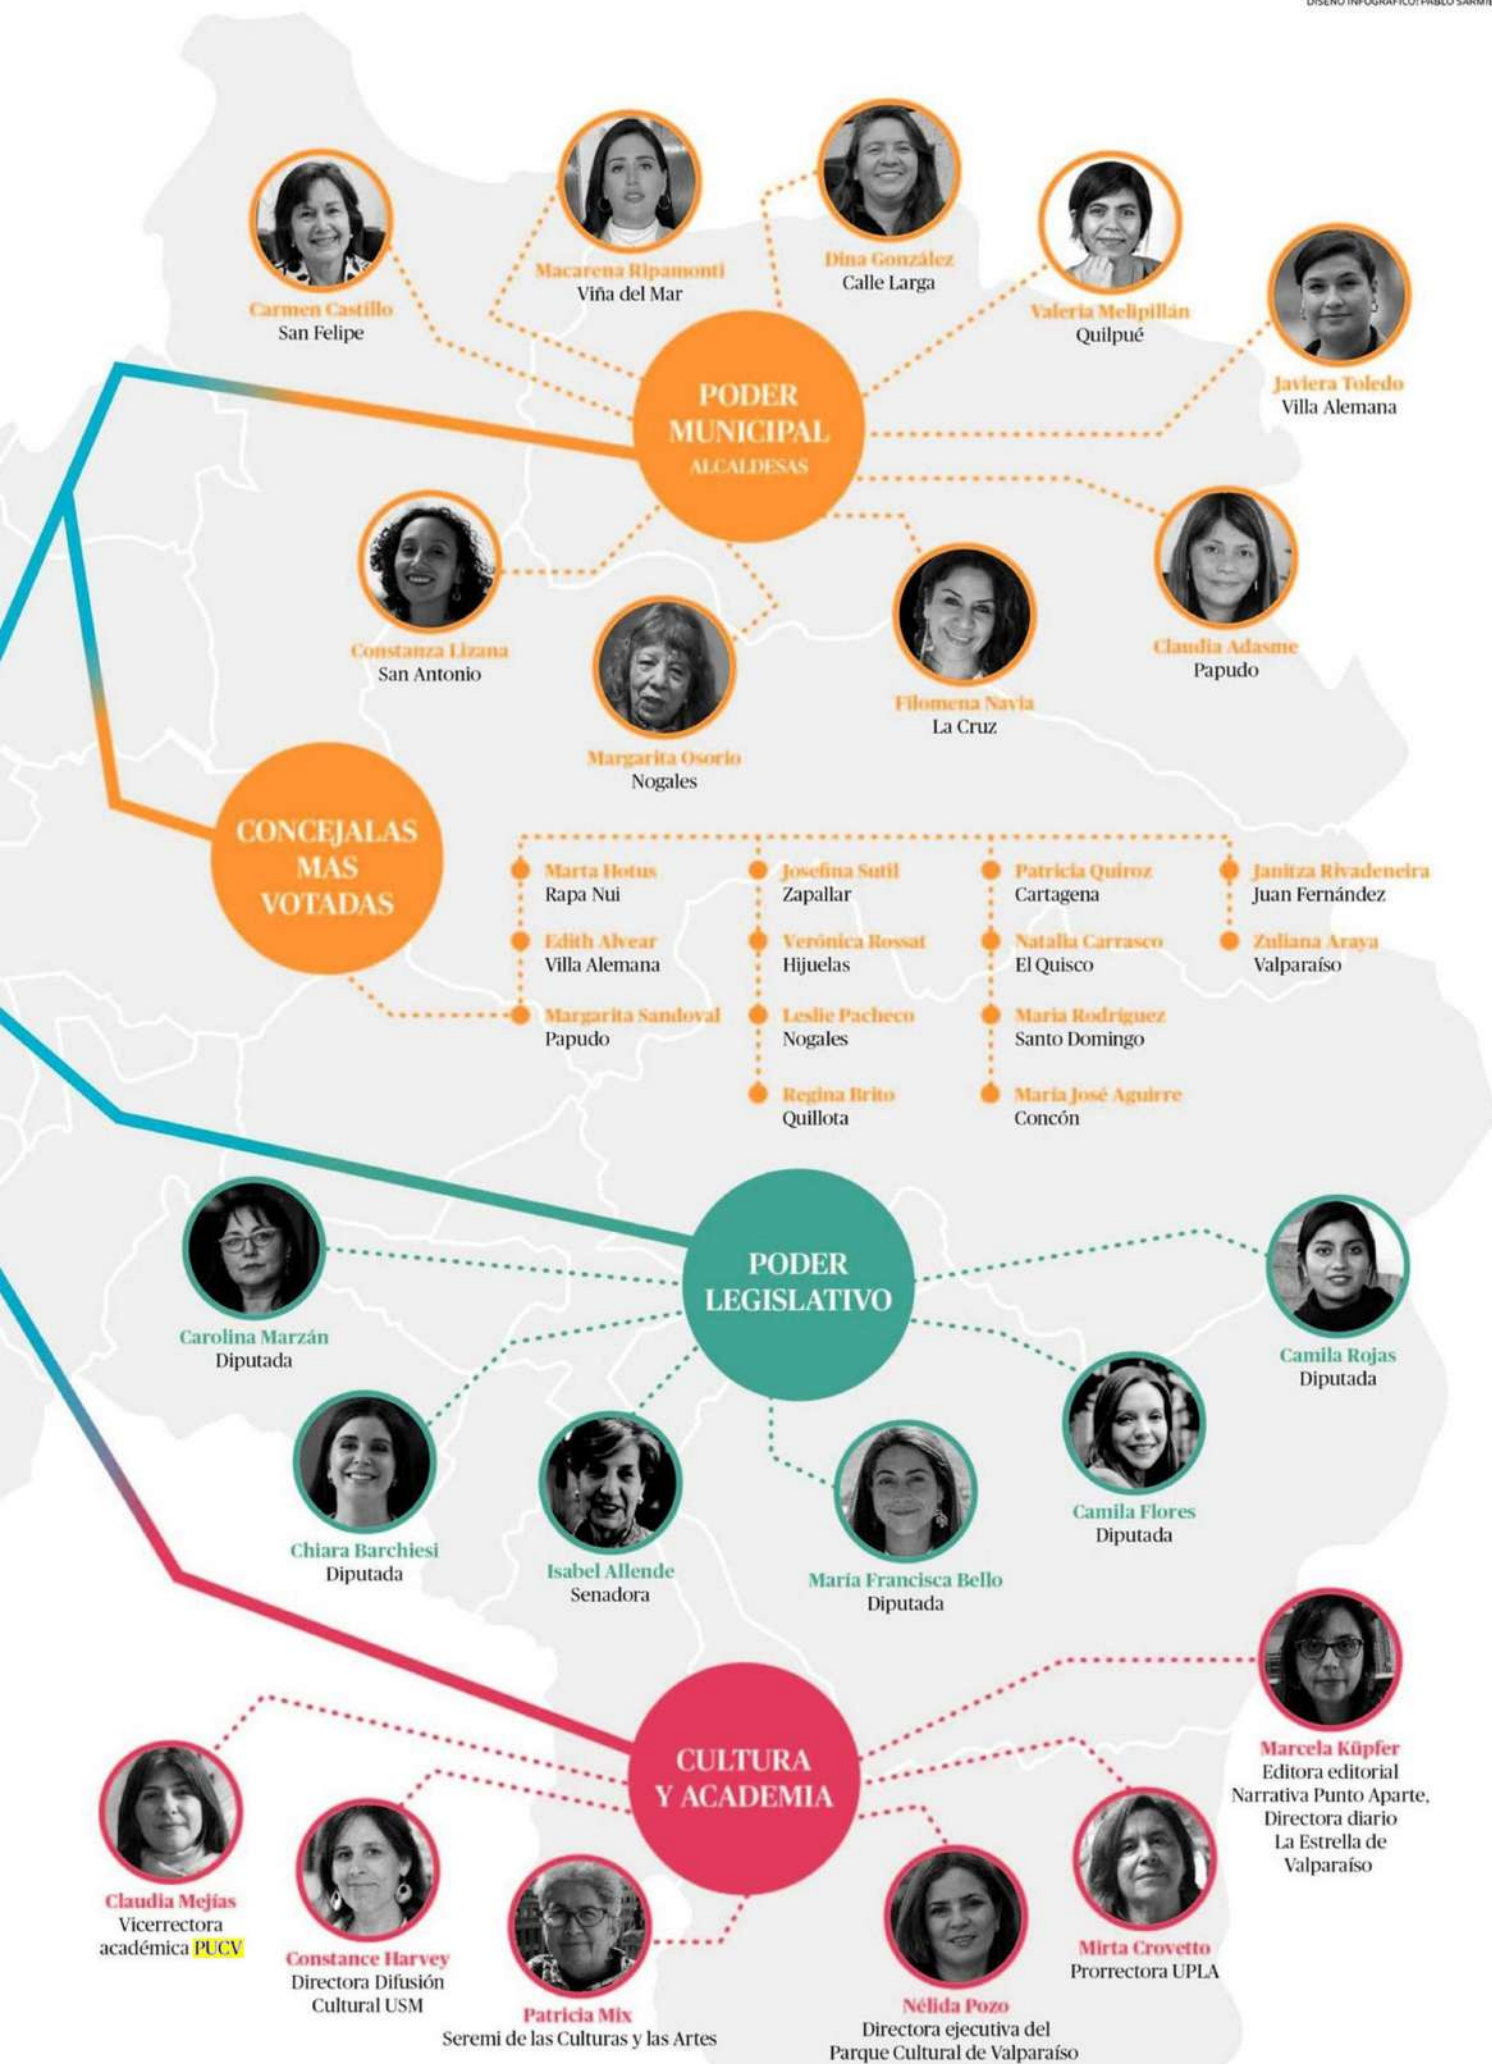 DISEÑO INFOGRÁFICO: PABLO SARMIE
Carmen Castillo
San Felipe
Macarena Ripamonti
Viña del Mar
Dina González
Calle Larga
Valeria Melipillán
Quilpué
Javiera Toledo
Villa Alemana
PODER
MUNICIPAL
ALCALDESAS
Constanza Lizana
San Antonio
Margarita Osorio
Nogales
Filomena Navia
La Cruz
Claudia Adasme
Papudo
CONCEJALAS
MAS
VOTADAS
Marta Hotus
Rapa Nui
Edith Alvear
Villa Alemana
Margarita Sandoval
Papudo
Josefina Sutil
Zapallar
Verónica Rossat
Hijuelas
Leslie Pacheco
Nogales
Regina Brito
Quillota
Patricia Quiroz
Cartagena
Natalia Carrasco
El Quisco
Maria Rodríguez
Santo Domingo
María José Aguirre
Concón
Janitza Rivadeneira
Juan Fernández
Zuliana Araya
Valparaíso
PODER
LEGISLATIVO
Carolina Marzán
Diputada
Chiara Barchiesi
Diputada
Isabel Allende
Senadora
María Francisca Bello
Diputada
Camila Flores
Diputada
Camila Rojas
Diputada
CULTURA
Y ACADEMIA
Claudia Mejías
Vicerrectora
académica PUCV
Constance Harvey
Directora Difusión
Cultural USM
Patricia Mix
Seremi de las Culturas y las Artes
Nélida Pozo
Directora ejecutiva del
Parque Cultural de Valparaíso
Mirta Crovetto
Prorrectora UPLA
Marcela Küpfer
Editora editorial
Narrativa Punto Aparte,
Directora diario
La Estrella de
Valparaíso